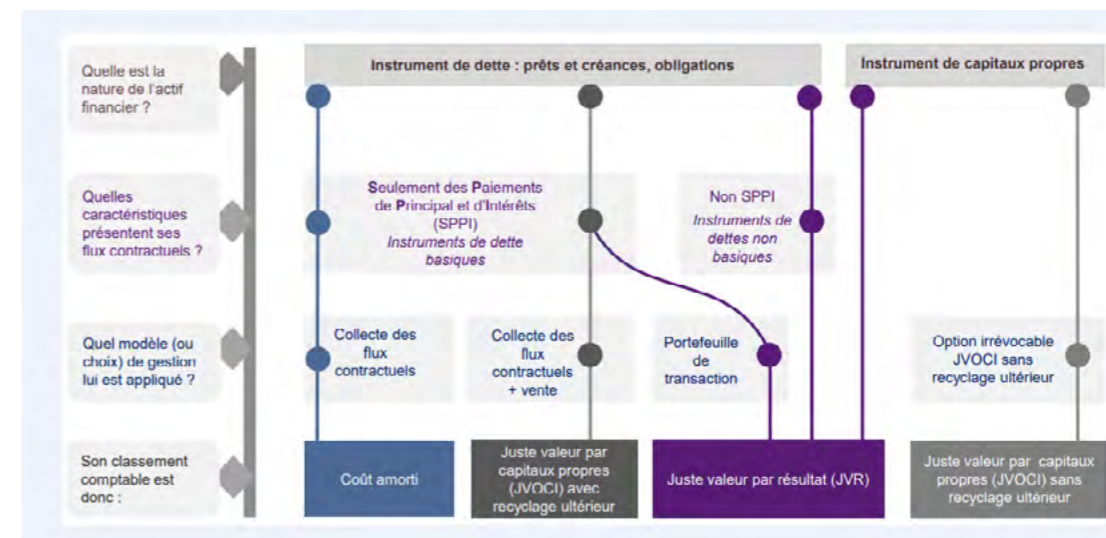 Quelle est la
nature de l'actif
financier ?
Instrument de dette : prêts et créances, obligations
Instrument de capitaux propres
Quelles
caractéristiques
présentent ses
flux contractuels ?
Seulement des Paiements
de Principal et d'Intérêts
(SPPI)
Instruments de dette
basiques
Non SPPI
Instruments de
dettes non
basiques
Quel modèle (ou
choix) de gestion
lui est appliqué ?
Collecte des
flux
contractuels
Collecte des
flux
contractuels
+ vente
Portefeuille
de
transaction
Option irrévocable
JVOCI sans
recyclage ultérieur
Son classement
comptable est
donc :
Coût amorti
Juste valeur par
capitaux propres
(JVOCI) avec
recyclage ultérieur
Juste valeur par résultat (JVR)
Juste valeur par capitaux
propres (JVOCI) sans
recyclage ultérieur